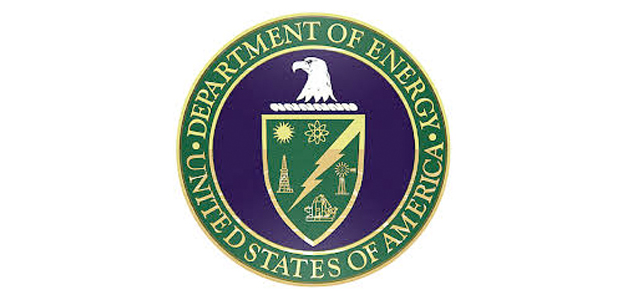 DEPARTMENT OF ENERGY
UNITED STATES OF AMERICA